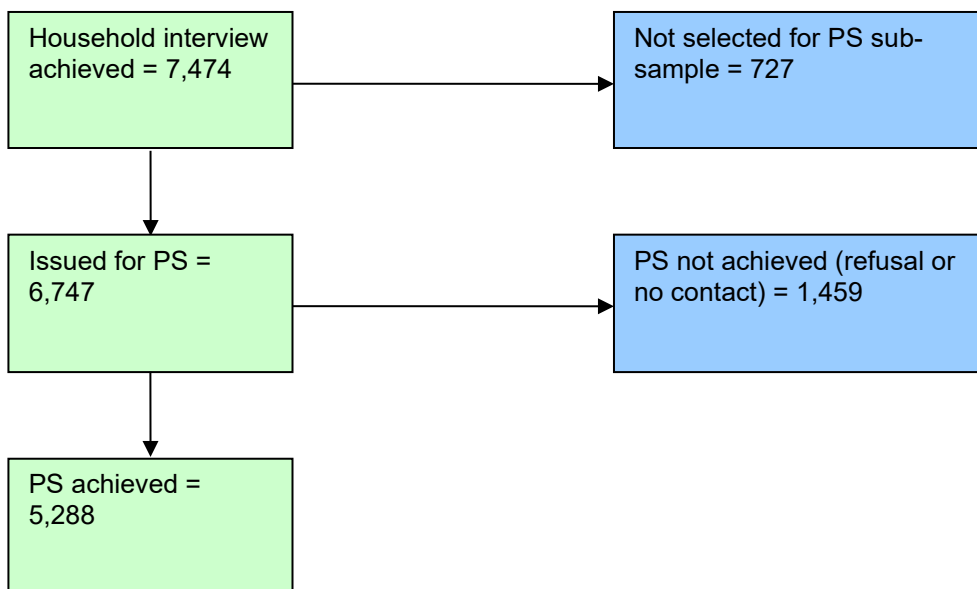 Household interview
achieved = 7,474
Not selected for PS sub-
sample = 727
Issued for PS =
6,747
PS not achieved (refusal or
no contact) = 1,459
PS achieved =
5,288